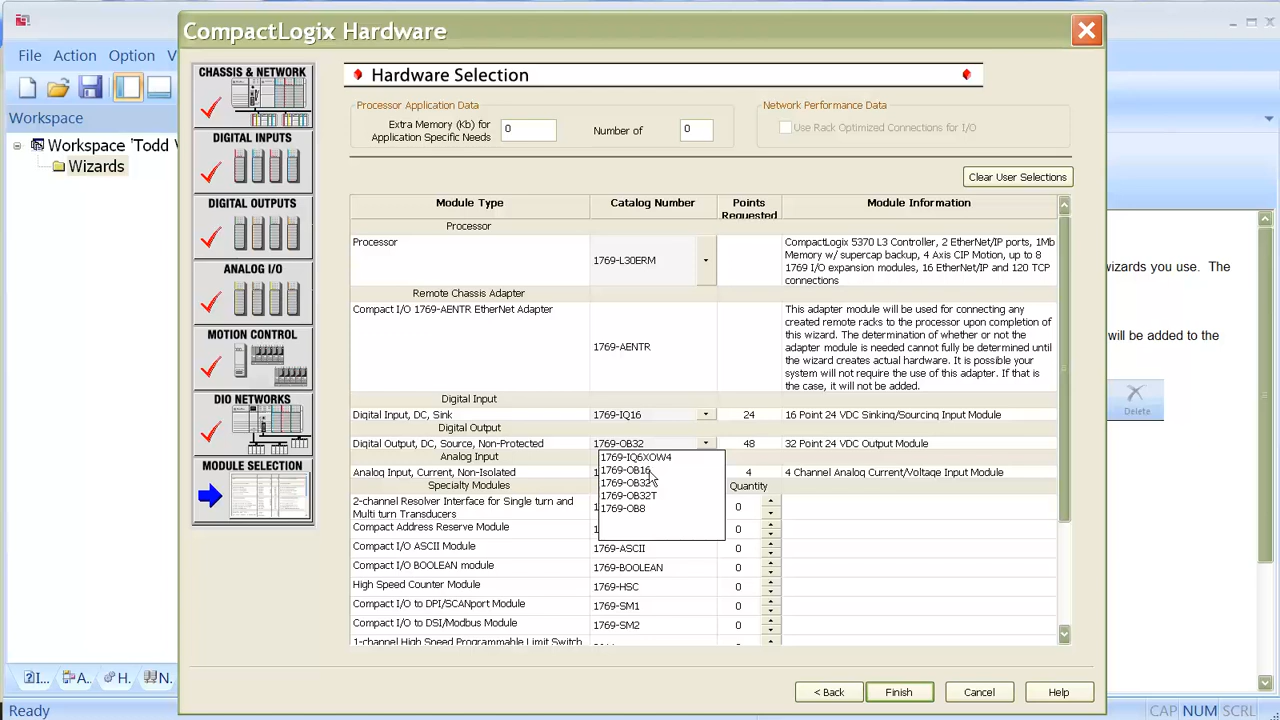 CompactLogix Hardware
File Action Option V
Workspace
Workspace 'Todd W
Wizards
CHASSIS & NETWORK
DIGITAL INPUTS
DIGITAL OUTPUTS
ANALOG I/O
MOTION CONTROL
DIO NETWORKS
MODULE SELECTION
Hardware Selection
Processor Application Data
Extra Memory (Kb) for
Application Specific Needs
0
Number of
0
Network Performance Data
Use Rack Optimized Connections for I/O
Clear User Selections
Module Type Catalog Number Points Requested Module Information
Processor
Processor 1769-L30ERM CompactLogix 5370 L3 Controller, 2 EtherNet/IP ports, 1Mb
Memory w/ supercap backup, 4 Axis CIP Motion, up to 8
1769 I/O expansion modules, 16 EtherNet/IP and 120 TCP
connections
Remote Chassis Adapter
Compact I/O 1769-AENTR EtherNet Adapter 1769-AENTR This adapter module will be used for connecting any
created remote racks to the processor upon completion of
this wizard. The determination of whether or not the
adapter module is needed cannot fully be determined until
the wizard creates actual hardware. It is possible your
system will not require the use of this adapter. If that is
the case, it will not be added.
Digital Input
Digital Input, DC, Sink 1769-IQ16 24 16 Point 24 VDC Sinking/Sourcing Input Module
Digital Output
Digital Output, DC, Source, Non-Protected 1769-OB32 48 32 Point 24 VDC Output Module
1769-IQ6XOW4
1769-OB16
1769-OB32
1769-OB32T
1769-OB8
Analog Input
Analog Input, Current, Non-Isolated 1 4 4 Channel Analog Current/Voltage Input Module
Specialty Modules Quantity
2-channel Resolver Interface for Single turn and
Multi turn Transducers 1 0
Compact Address Reserve Module 1 0
Compact I/O ASCII Module 1769-ASCII 0
Compact I/O BOOLEAN module 1769-BOOLEAN 0
High Speed Counter Module 1769-HSC 0
Compact I/O to DPI/SCANport Module 1769-SM1 0
Compact I/O to DSI/Modbus Module 1769-SM2 0
1-channel High Speed Programmable Limit Switch
< Back Finish Cancel Help
wizards you use. The
will be added to the
Delete
I... A.. H. N.
Ready CAP NUM SCRL